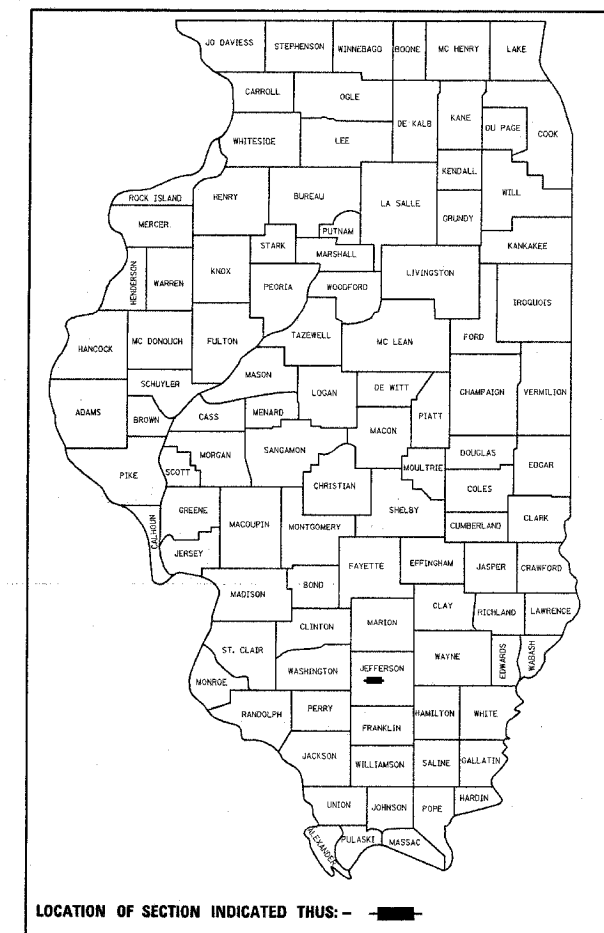 JO DAVIESS
STEPHENSON
WINNEBAGO
BOONE
MC HENRY
LAKE
CARROLL
OGLE
DE KALB
KANE
DU PAGE
COOK
WHITESIDE
LEE
KENDALL
WILL
ROCK ISLAND
HENRY
BUREAU
LA SALLE
GRUNDY
MERCER
PUTNAM
KANKAKEE
STARK
MARSHALL
HENDERSON
WARREN
KNOX
PEORIA
WOODFORD
LIVINGSTON
IROQUOIS
HANCOCK
MC DONOUGH
FULTON
TAZEWELL
MC LEAN
FORD
SCHUYLER
MASON
LOGAN
DE WITT
CHAMPAIGN
VERMILION
ADAMS
BROWN
CASS
MENARD
PIATT
MACON
MORGAN
SANGAMON
DOUGLAS
EDGAR
PIKE
SCOTT
CHRISTIAN
MOULTRIE
COLES
GREENE
MACOUPIN
MONTGOMERY
SHELBY
CUMBERLAND
CLARK
CALHOUN
JERSEY
FAYETTE
EFFINGHAM
JASPER
CRAWFORD
MADISON
BOND
CLAY
RICHLAND
LAWRENCE
CLINTON
MARION
ST. CLAIR
WAYNE
EDWARDS
WABASH
WASHINGTON
JEFFERSON
MONROE
RANDOLPH
PERRY
HAMILTON
WHITE
FRANKLIN
JACKSON
WILLIAMSON
SALINE
GALLATIN
UNION
JOHNSON
POPE
HARDIN
ALEXANDER
PULASKI
MASSAC
LOCATION OF SECTION INDICATED THUS: -